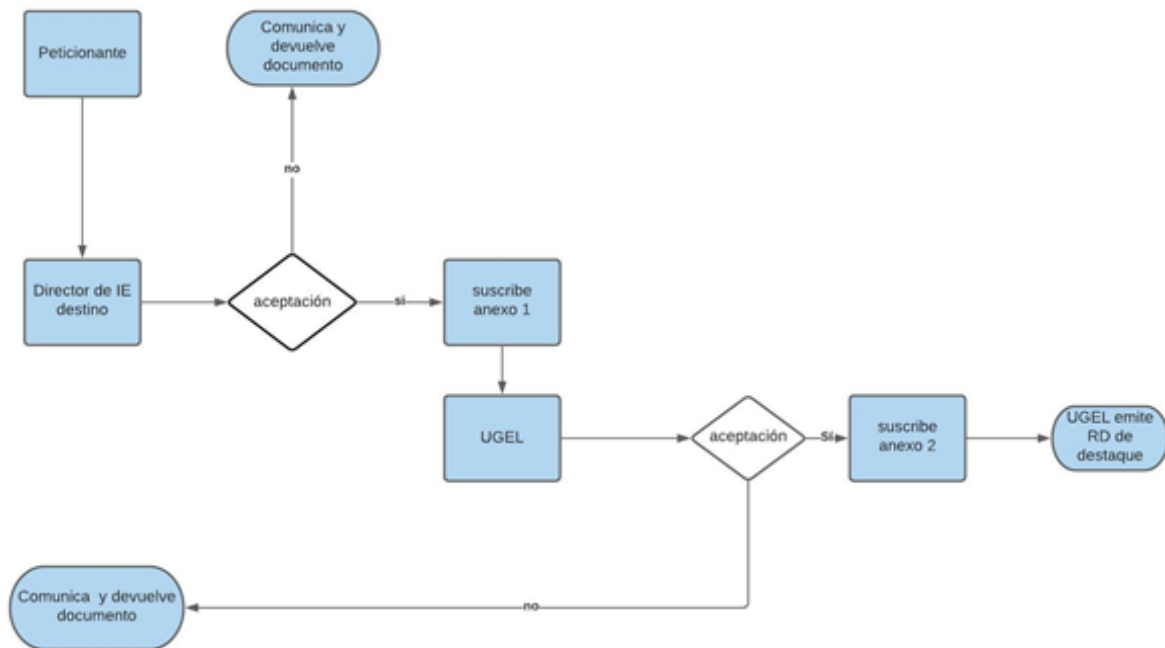 Peticionante
Comunica y
devuelve
documento
no
Director de IE
destino
aceptación
si
suscribe
anexo 1
UGEL
aceptación
Sí
suscribe
anexo 2
UGEL emite
RD de
destaque
no
Comunica y devuelve
documento